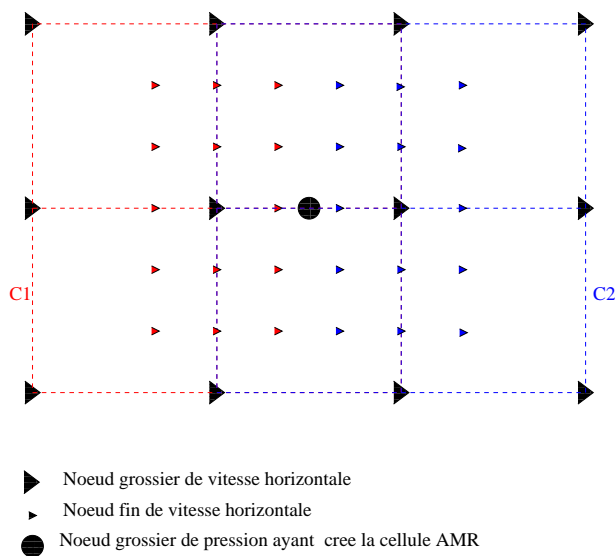 C1
C2
Noeud grossier de vitesse horizontale
Noeud fin de vitesse horizontale
Noeud grossier de pression ayant cree la cellule AMR